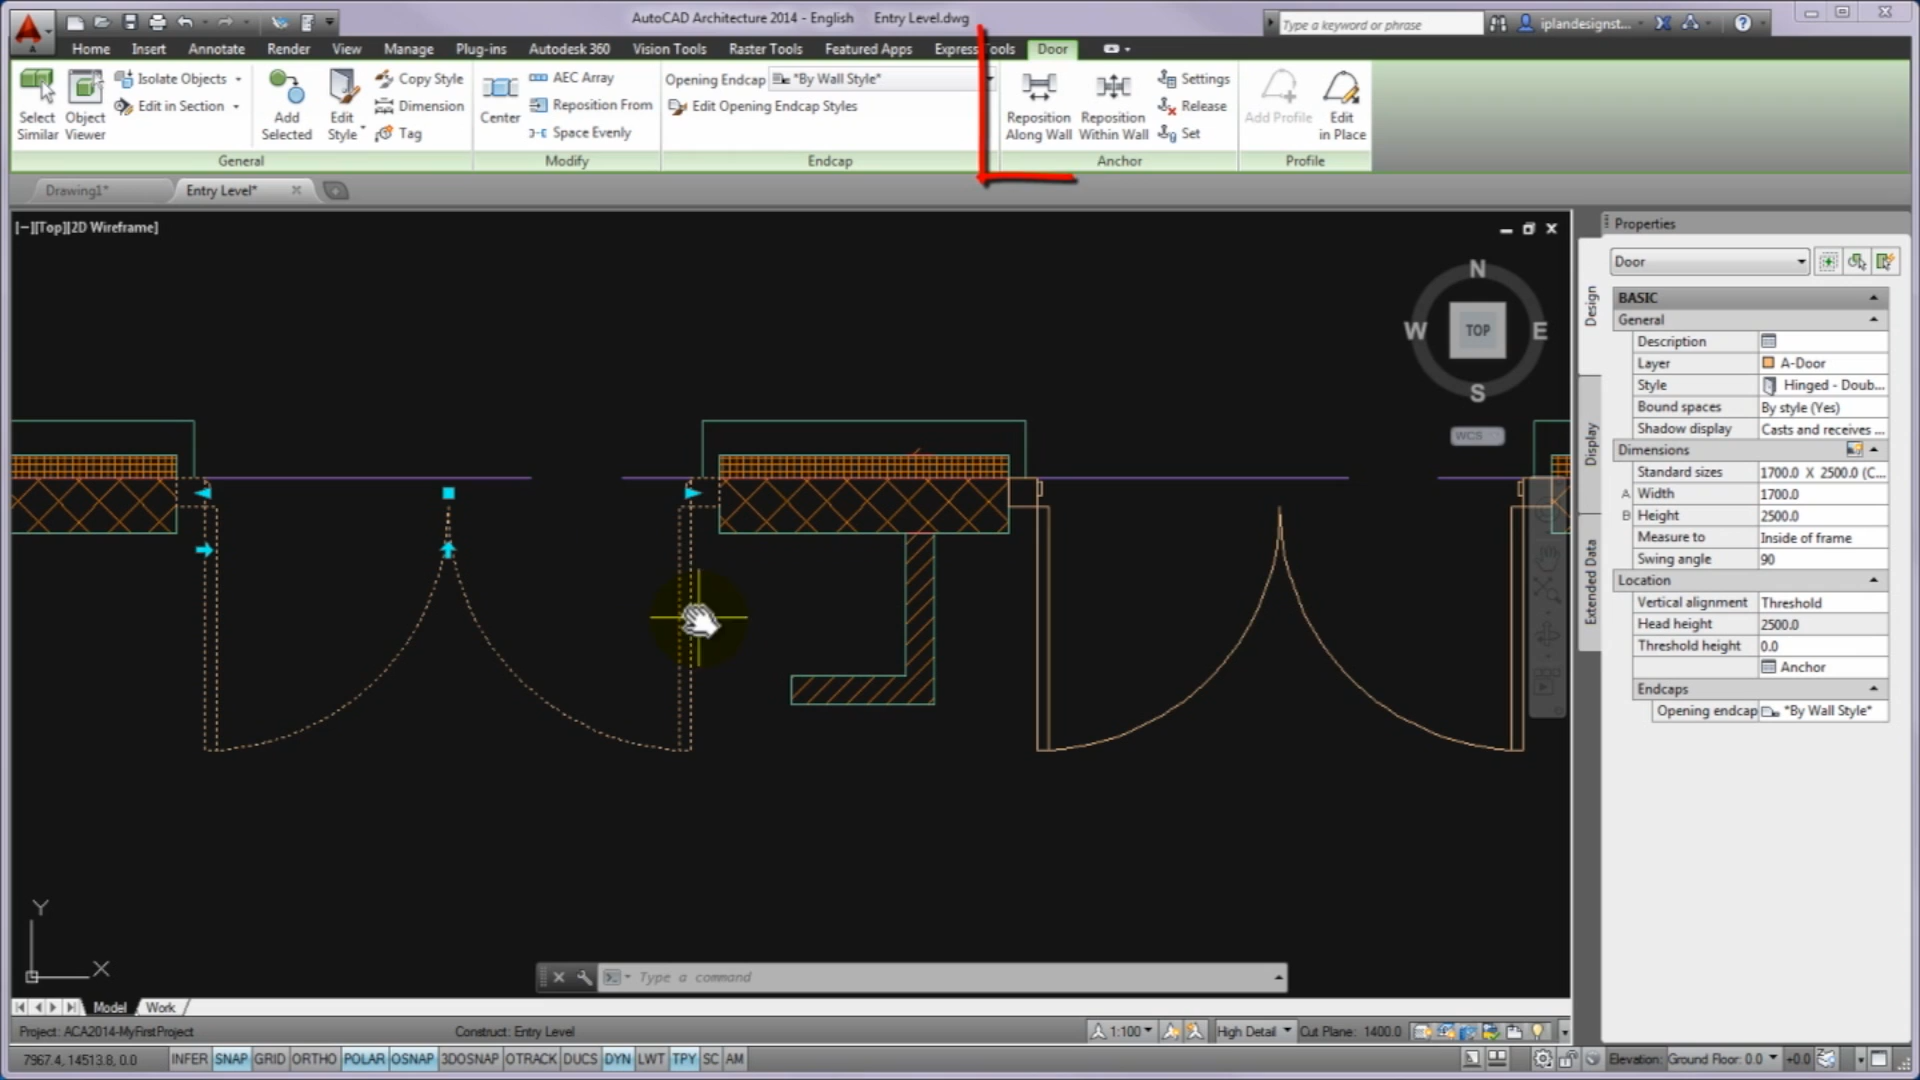 AutoCAD Architecture 2014 - English Entry Level.dwg
Type a keyword or phrase
iplandesignst...
Home Insert Annotate Render View Manage Plug-ins Autodesk 360 Vision Tools Raster Tools Featured Apps Express Tools Door
Select Similar
Object Viewer
Isolate Objects
Edit in Section
Add Selected
Edit Style
Copy Style
Dimension
Tag
General
Center
AEC Array
Reposition From
Space Evenly
Modify
Opening Endcap *By Wall Style*
Edit Opening Endcap Styles
Endcap
Reposition Along Wall
Reposition Within Wall
Settings
Release
Set
Anchor
Add Profile
Edit in Place
Profile
Drawing1*
Entry Level*
[−][Top][2D Wireframe]
N
W TOP E
S
WCS
Y
X
Type a command
Properties
Door
Design
Display
Extended Data
BASIC
General
Description
Layer A-Door
Style Hinged - Doub...
Bound spaces By style (Yes)
Shadow display Casts and receives ...
Dimensions
Standard sizes 1700.0 X 2500.0 (C...
A Width 1700.0
B Height 2500.0
Measure to Inside of frame
Swing angle 90
Location
Vertical alignment Threshold
Head height 2500.0
Threshold height 0.0
Anchor
Endcaps
Opening endcap *By Wall Style*
Model Work
Project: ACA2014-MyFirstProject Construct: Entry Level
1:100 High Detail Cut Plane: 1400.0
7967.4, 14513.8, 0.0 INFER SNAP GRID ORTHO POLAR OSNAP 3DOSNAP OTRACK DUCS DYN LWT TPY SC AM
Elevation: Ground Floor: 0.0 +0.0